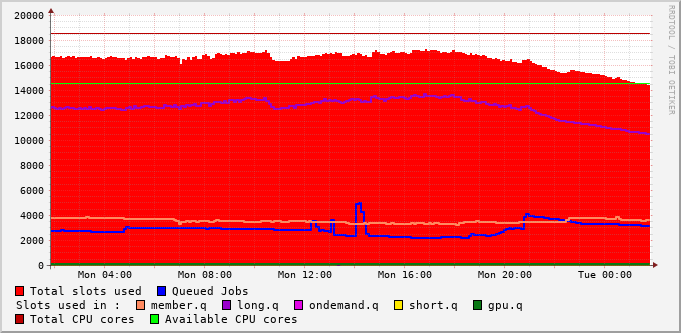 RRDTOOL / TOBI OETIKER
20000
18000
16000
14000
12000
10000
8000
6000
4000
2000
0
Mon 04:00 Mon 08:00 Mon 12:00 Mon 16:00 Mon 20:00 Tue 00:00
Total slots used Queued Jobs
Slots used in : member.q long.q ondemand.q short.q gpu.q
Total CPU cores Available CPU cores